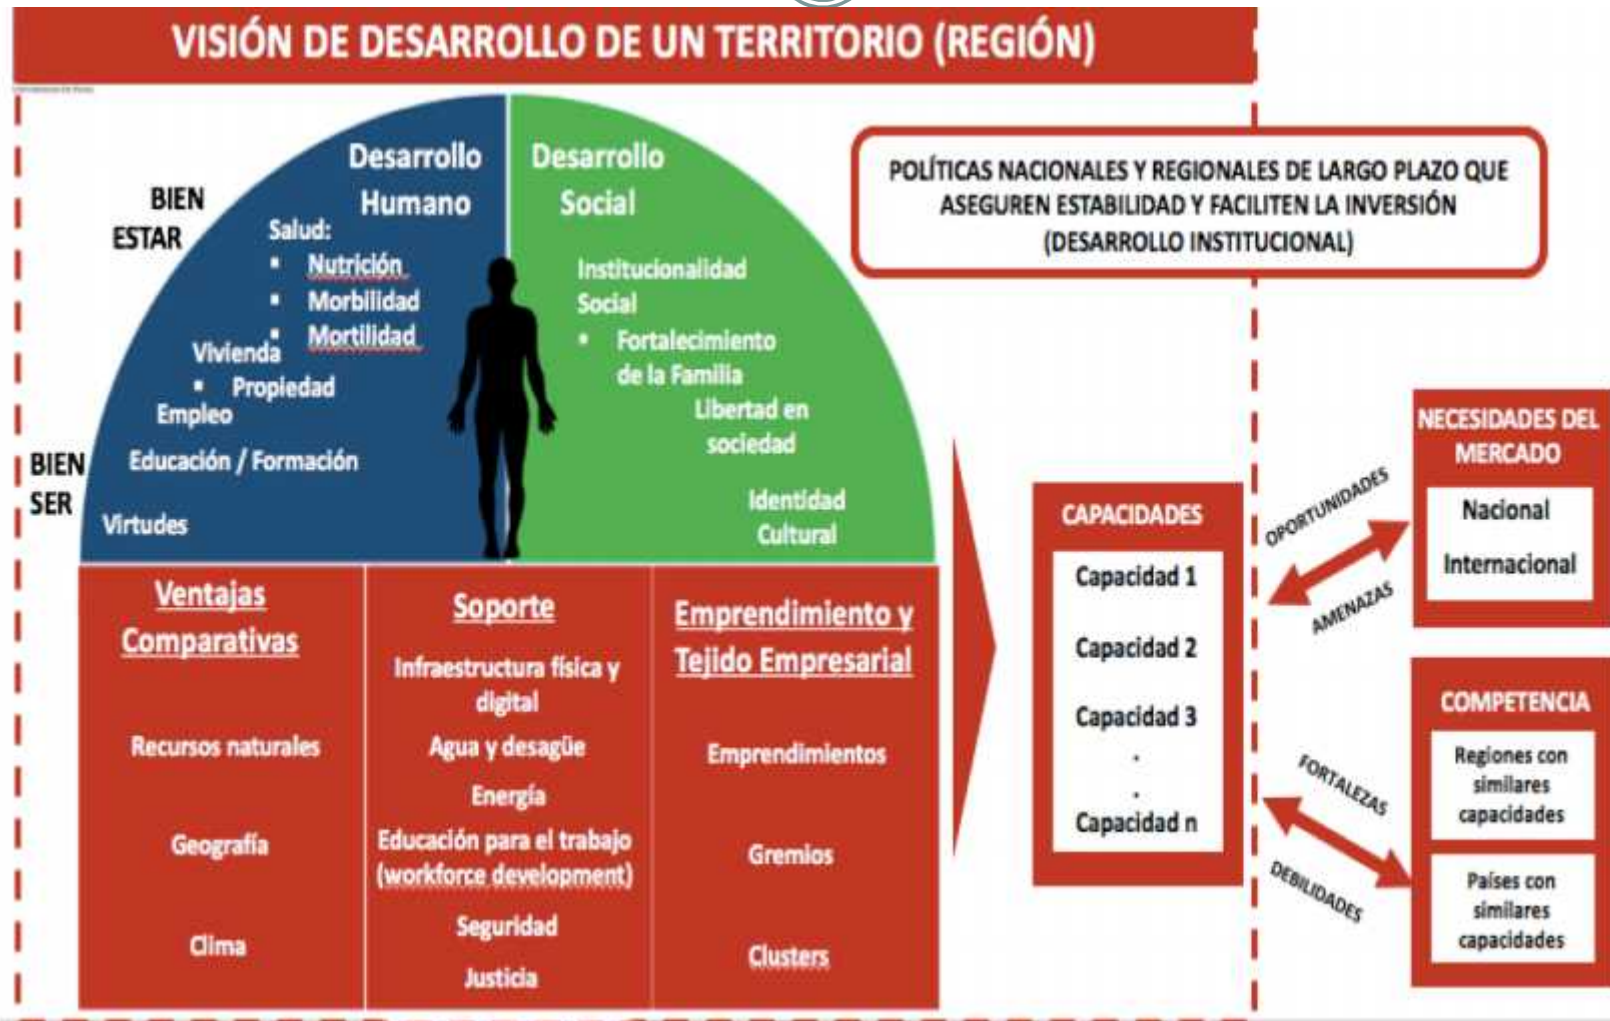 VISIÓN DE DESARROLLO DE UN TERRITORIO (REGIÓN)
BIEN
ESTAR
BIEN
SER
Desarrollo
Humano
Salud:
▪ Nutrición
▪ Morbilidad
▪ Mortilidad
Vivienda
▪ Propiedad
Empleo
Educación / Formación
Virtudes
Desarrollo
Social
Institucionalidad
Social
▪ Fortalecimiento
de la Familia
Libertad en
sociedad
Identidad
Cultural
Ventajas
Comparativas
Recursos naturales
Geografía
Clima
Soporte
Infraestructura física y
digital
Agua y desagüe
Energía
Educación para el trabajo
(workforce development)
Seguridad
Justicia
Emprendimiento y
Tejido Empresarial
Emprendimientos
Gremios
Clusters
POLÍTICAS NACIONALES Y REGIONALES DE LARGO PLAZO QUE
ASEGUREN ESTABILIDAD Y FACILITEN LA INVERSIÓN
(DESARROLLO INSTITUCIONAL)
CAPACIDADES
Capacidad 1
Capacidad 2
Capacidad 3
.
.
Capacidad n
OPORTUNIDADES
AMENAZAS
FORTALEZAS
DEBILIDADES
NECESIDADES DEL
MERCADO
Nacional
Internacional
COMPETENCIA
Regiones con
similares
capacidades
Países con
similares
capacidades